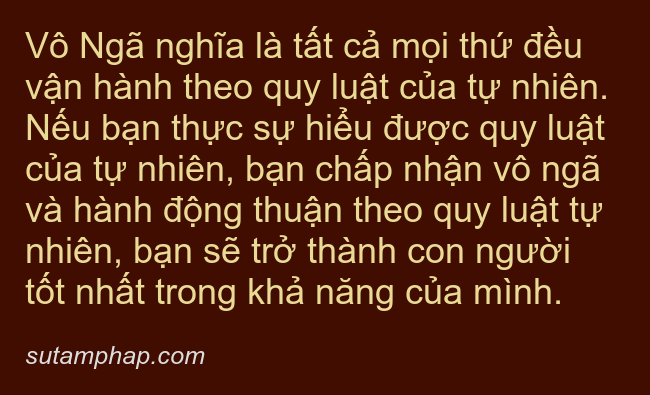 Vô Ngã nghĩa là tất cả mọi thứ đều
vận hành theo quy luật của tự nhiên.
Nếu bạn thực sự hiểu được quy luật
của tự nhiên, bạn chấp nhận vô ngã
và hành động thuận theo quy luật tự
nhiên, bạn sẽ trở thành con người
tốt nhất trong khả năng của mình.
sutamphap.com